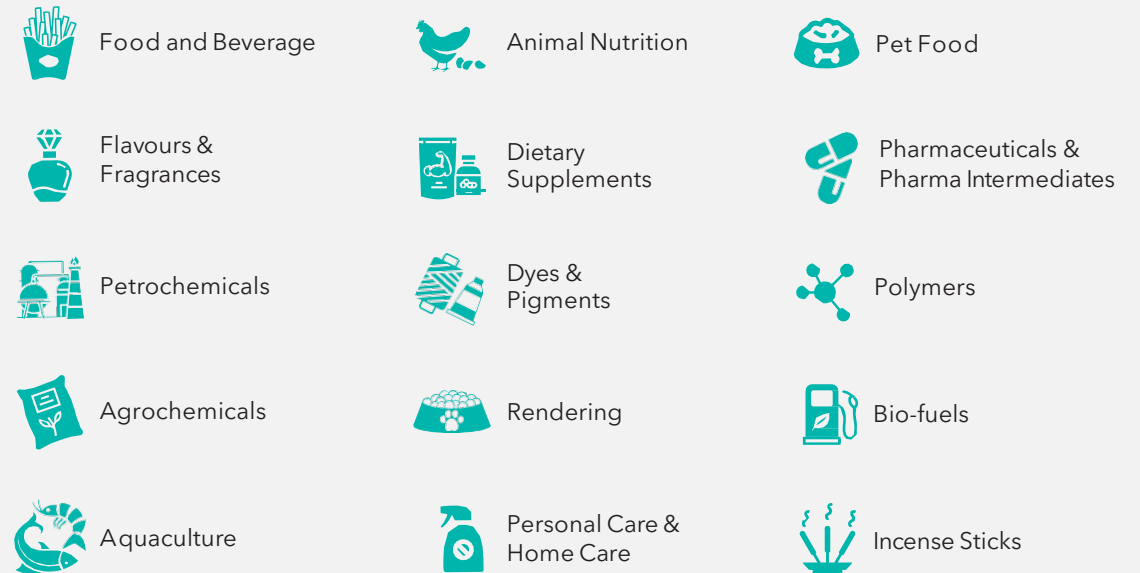 Food and Beverage
Animal Nutrition
Pet Food
Flavours &
Fragrances
Dietary
Supplements
Pharmaceuticals &
Pharma Intermediates
Petrochemicals
Dyes &
Pigments
Polymers
Agrochemicals
Rendering
Bio-fuels
Aquaculture
Personal Care &
Home Care
Incense Sticks